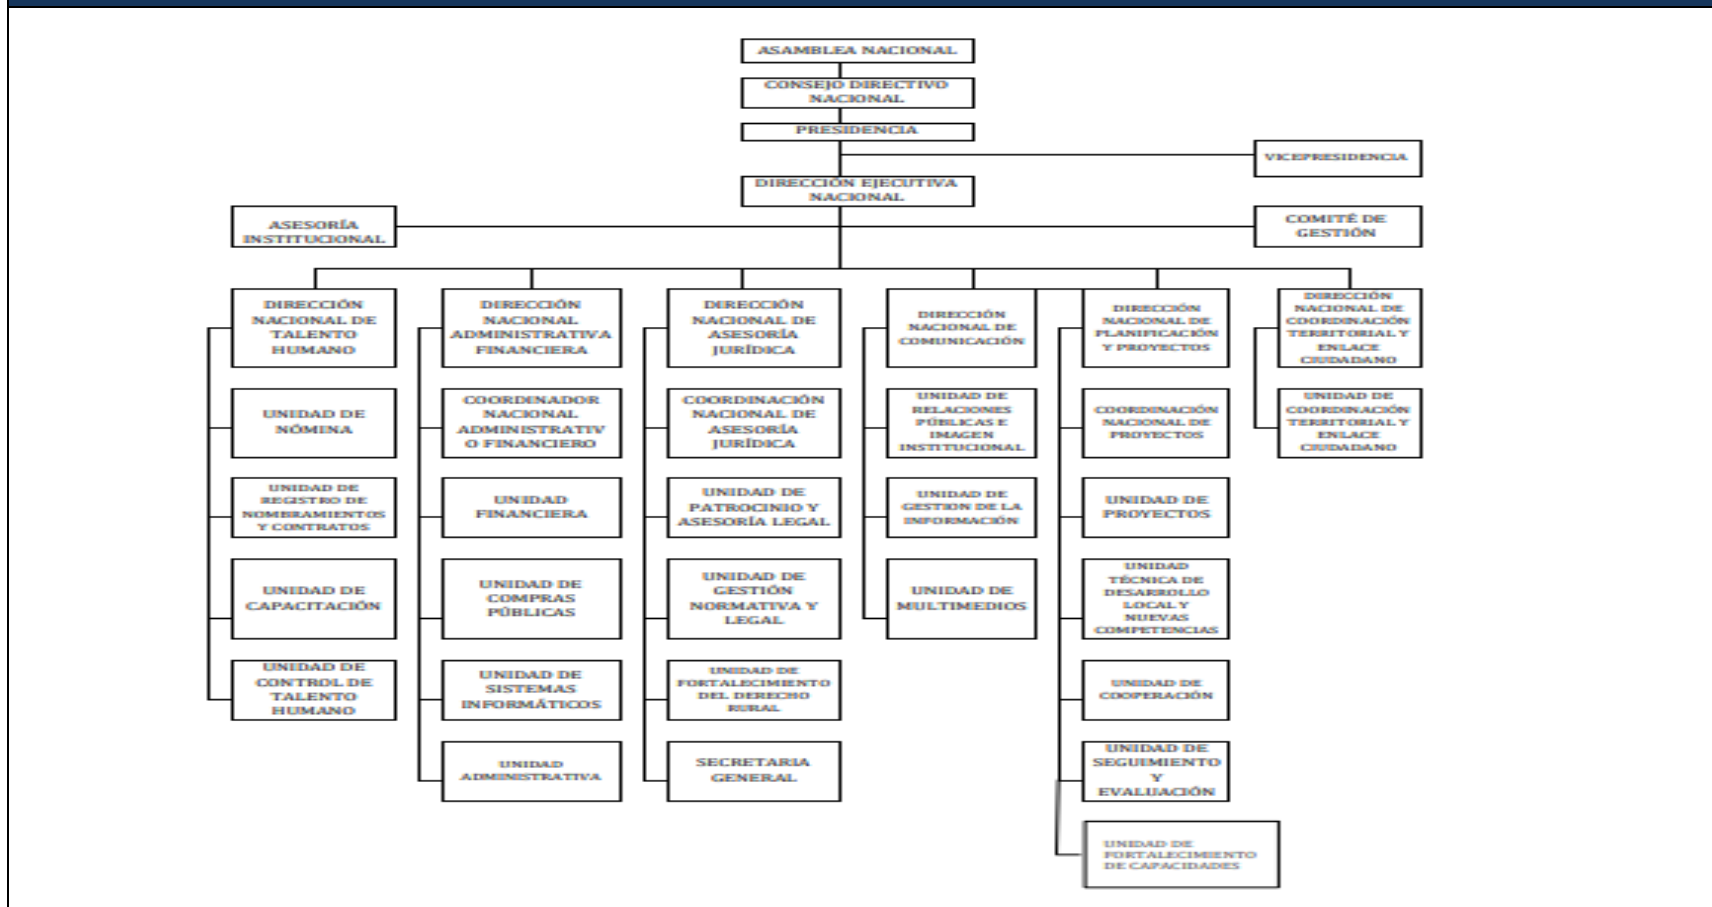 ASAMBLEA NACIONAL
CONSEJO DIRECTIVO
NACIONAL
PRESIDENCIA
VICEPRESIDENCIA
DIRECCIÓN EJECUTIVA
NACIONAL
ASESORÍA
INSTITUCIONAL
COMITÉ DE
GESTIÓN
DIRECCIÓN
NACIONAL DE
TALENTO
HUMANO
DIRECCIÓN
NACIONAL
ADMINISTRATIVA
FINANCIERA
DIRECCIÓN
NACIONAL DE
ASESORÍA
JURÍDICA
DIRECCIÓN
NACIONAL DE
COMUNICACIÓN
DIRECCIÓN
NACIONAL DE
PLANIFICACIÓN
Y PROYECTOS
DIRECCIÓN
NACIONAL DE
COORDINACIÓN
TERRITORIAL Y
ENLACE
CIUDADANO
UNIDAD DE
NÓMINA
COORDINADOR
NACIONAL
ADMINISTRATIV
O FINANCIERO
COORDINACIÓN
NACIONAL DE
ASESORÍA
JURÍDICA
UNIDAD DE
RELACIONES
PÚBLICAS E
IMAGEN
INSTITUCIONAL
COORDINACIÓN
NACIONAL DE
PROYECTOS
UNIDAD DE
COORDINACIÓN
TERRITORIAL Y
ENLACE
CIUDADANO
UNIDAD DE
REGISTRO DE
NOMBRAMIENTOS
Y CONTRATOS
UNIDAD
FINANCIERA
UNIDAD DE
PATROCINIO Y
ASESORÍA LEGAL
UNIDAD DE
GESTION DE LA
INFORMACIÓN
UNIDAD DE
PROYECTOS
UNIDAD DE
CAPACITACIÓN
UNIDAD DE
COMPRAS
PÚBLICAS
UNIDAD DE
GESTIÓN
NORMATIVA Y
LEGAL
UNIDAD DE
MULTIMEDIOS
UNIDAD
TÉCNICA DE
DESARROLLO
LOCAL Y
NUEVAS
COMPETENCIAS
UNIDAD DE
CONTROL DE
TALENTO
HUMANO
UNIDAD DE
SISTEMAS
INFORMÁTICOS
UNIDAD DE
FORTALECIMIENTO
DEL DERECHO
RURAL
UNIDAD DE
COOPERACIÓN
UNIDAD
ADMINISTRATIVA
SECRETARIA
GENERAL
UNIDAD DE
SEGUIMIENTO
Y
EVALUACIÓN
UNIDAD DE
FORTALECIMIENTO
DE CAPACIDADES